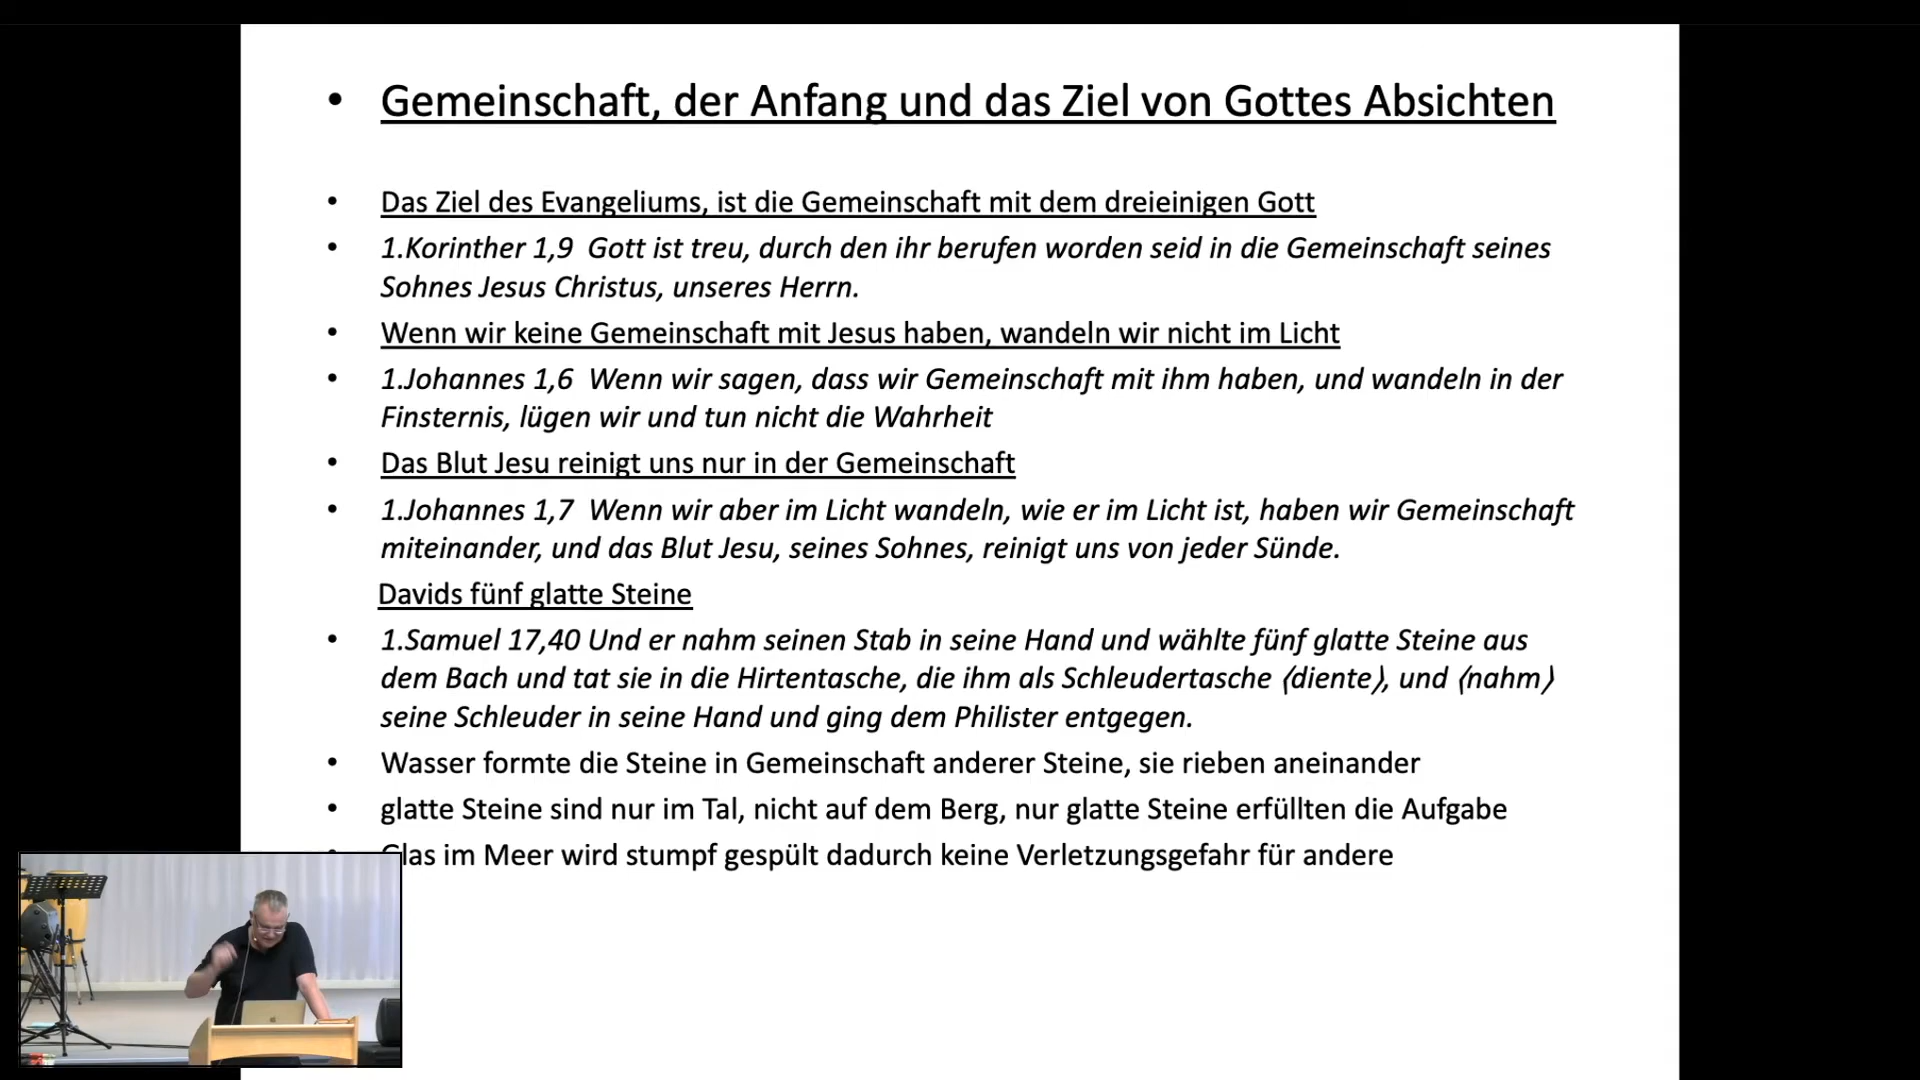 • Gemeinschaft, der Anfang und das Ziel von Gottes Absichten
• Das Ziel des Evangeliums, ist die Gemeinschaft mit dem dreieinigen Gott
• 1.Korinther 1,9  Gott ist treu, durch den ihr berufen worden seid in die Gemeinschaft seines
Sohnes Jesus Christus, unseres Herrn.
• Wenn wir keine Gemeinschaft mit Jesus haben, wandeln wir nicht im Licht
• 1.Johannes 1,6  Wenn wir sagen, dass wir Gemeinschaft mit ihm haben, und wandeln in der
Finsternis, lügen wir und tun nicht die Wahrheit
• Das Blut Jesu reinigt uns nur in der Gemeinschaft
• 1.Johannes 1,7  Wenn wir aber im Licht wandeln, wie er im Licht ist, haben wir Gemeinschaft
miteinander, und das Blut Jesu, seines Sohnes, reinigt uns von jeder Sünde.
Davids fünf glatte Steine
• 1.Samuel 17,40 Und er nahm seinen Stab in seine Hand und wählte fünf glatte Steine aus
dem Bach und tat sie in die Hirtentasche, die ihm als Schleudertasche ⟨diente⟩, und ⟨nahm⟩
seine Schleuder in seine Hand und ging dem Philister entgegen.
• Wasser formte die Steine in Gemeinschaft anderer Steine, sie rieben aneinander
• glatte Steine sind nur im Tal, nicht auf dem Berg, nur glatte Steine erfüllten die Aufgabe
• Glas im Meer wird stumpf gespült dadurch keine Verletzungsgefahr für andere